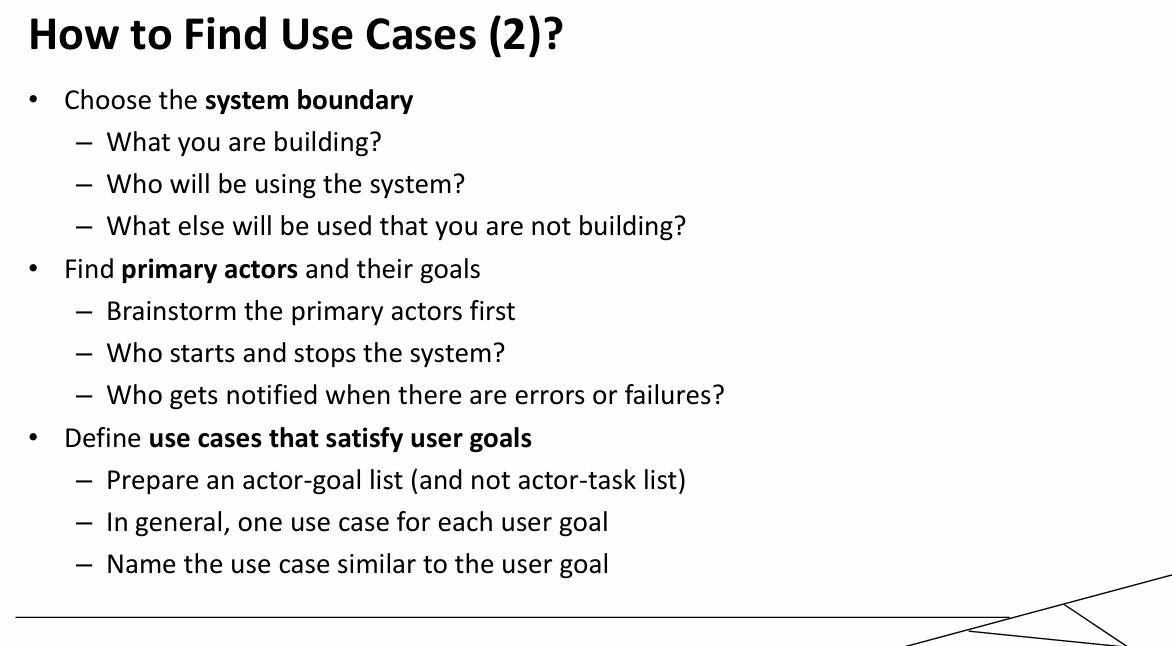 How to Find Use Cases (2)?
• Choose the system boundary
– What you are building?
– Who will be using the system?
– What else will be used that you are not building?
• Find primary actors and their goals
– Brainstorm the primary actors first
– Who starts and stops the system?
– Who gets notified when there are errors or failures?
• Define use cases that satisfy user goals
– Prepare an actor-goal list (and not actor-task list)
– In general, one use case for each user goal
– Name the use case similar to the user goal